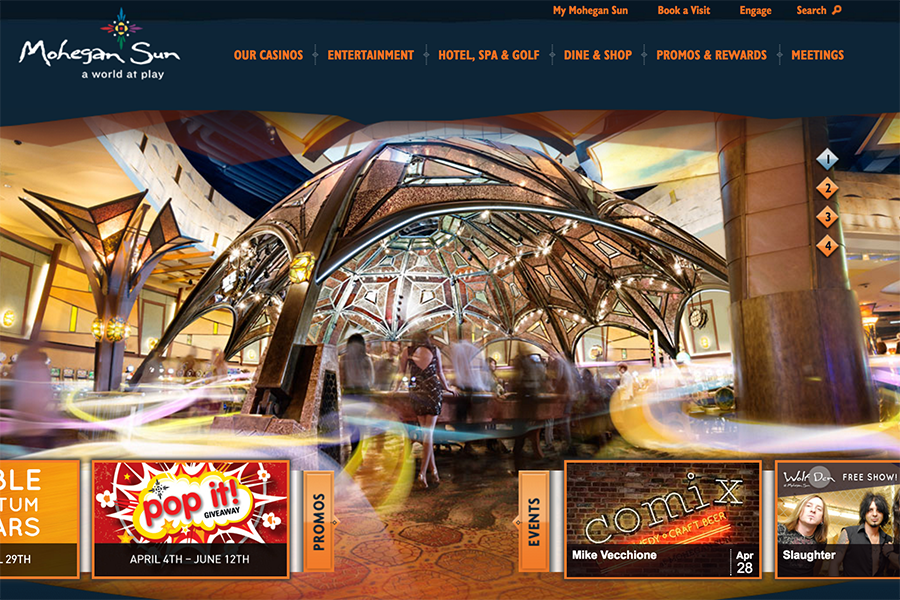 My Mohegan Sun
Book a Visit
Engage
Search
Mohegan Sun
a world at play
OUR CASINOS
ENTERTAINMENT
HOTEL, SPA & GOLF
DINE & SHOP
PROMOS & REWARDS
MEETINGS
1
2
3
4
BLE
TUM
ARS
L 29TH
pop it!
GIVEAWAY
APRIL 4TH – JUNE 12TH
PROMOS
EVENTS
comix
EDY & CRAFT BEER
Mike Vecchione
Apr
28
Wolf Den
FREE SHOW!
Slaughter